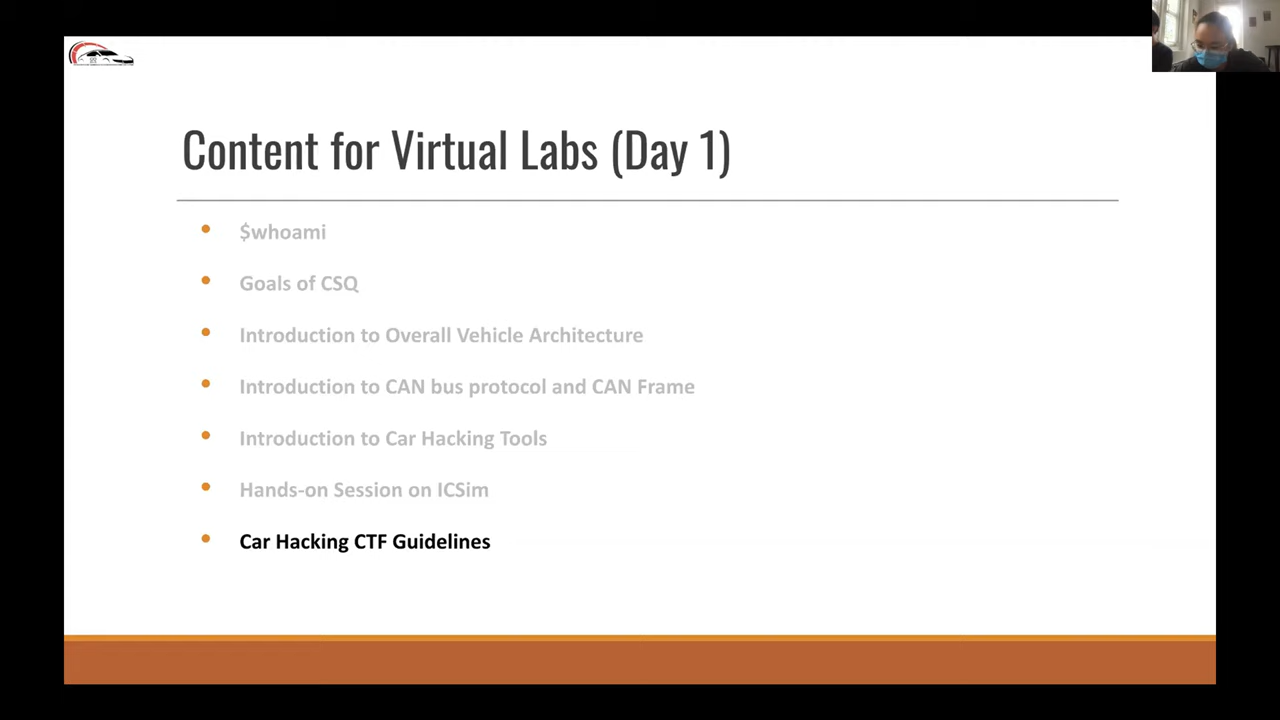 Content for Virtual Labs (Day 1)
$whoami
Goals of CSQ
Introduction to Overall Vehicle Architecture
Introduction to CAN bus protocol and CAN Frame
Introduction to Car Hacking Tools
Hands-on Session on ICSim
Car Hacking CTF Guidelines